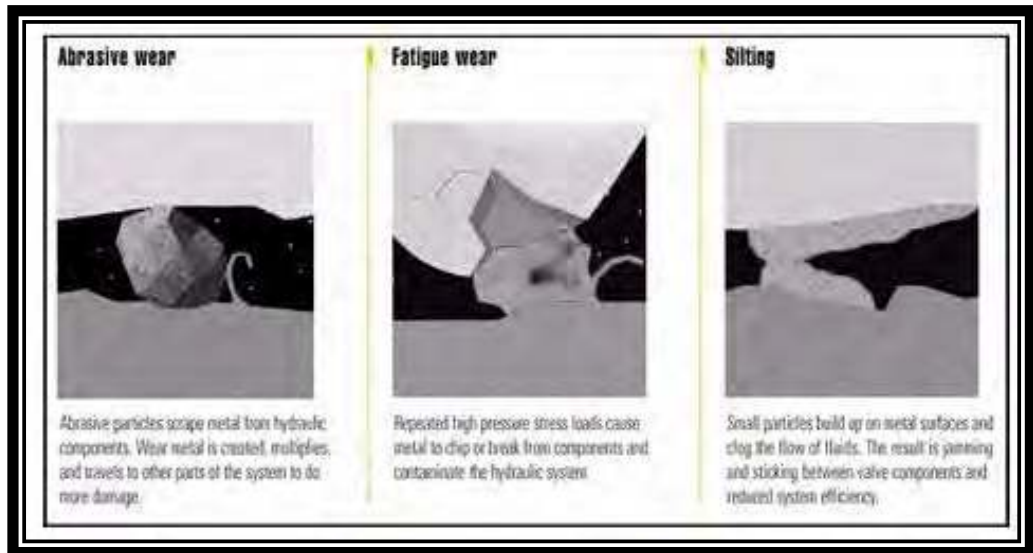 Abrasive wear
Abrasive particles scrape metal from hydraulic
components. Wear metal is created, multiplies,
and travels to other parts of the system to do
more damage.
Fatigue wear
Repeated high pressure stress loads cause
metal to chip or break from components and
contaminate the hydraulic system
Silting
Small particles build up on metal surfaces and
clog the flow of fluids. The result is jamming
and sticking between valve components and
reduced system efficiency.